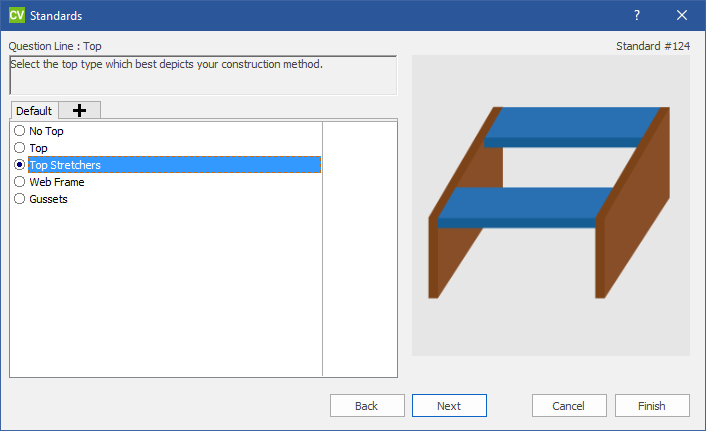 CV Standards ?
Question Line : Top Standard #124
Select the top type which best depicts your construction method.
Default
No Top
Top
Top Stretchers
Web Frame
Gussets
Back Next Cancel Finish